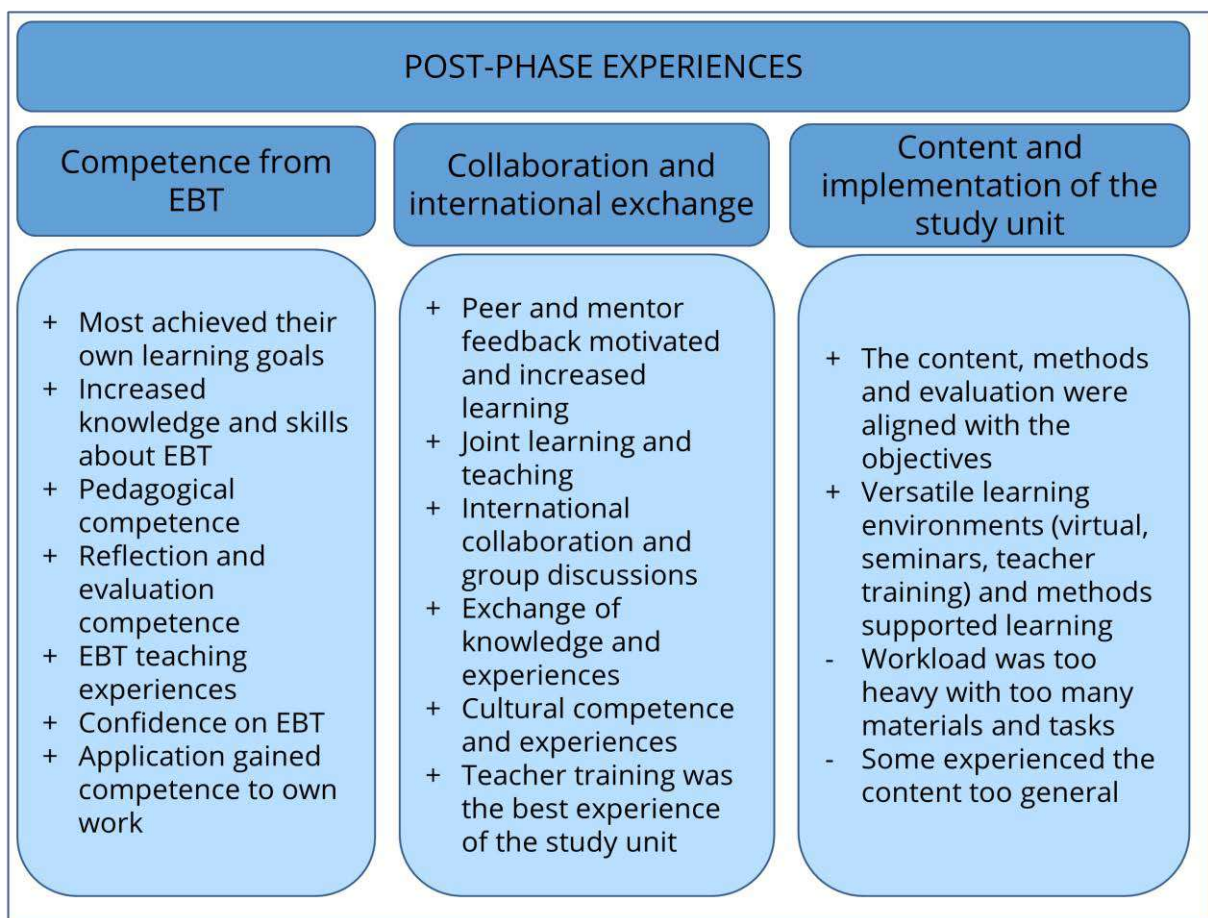 POST-PHASE EXPERIENCES
Competence from
EBT
+ Most achieved their
own learning goals
+ Increased
knowledge and skills
about EBT
+ Pedagogical
competence
+ Reflection and
evaluation
competence
+ EBT teaching
experiences
+ Confidence on EBT
+ Application gained
competence to own
work
Collaboration and
international exchange
+ Peer and mentor
feedback motivated
and increased
learning
+ Joint learning and
teaching
+ International
collaboration and
group discussions
+ Exchange of
knowledge and
experiences
+ Cultural competence
and experiences
+ Teacher training was
the best experience
of the study unit
Content and
implementation of the
study unit
+ The content, methods
and evaluation were
aligned with the
objectives
+ Versatile learning
environments (virtual,
seminars, teacher
training) and methods
supported learning
- Workload was too
heavy with too many
materials and tasks
- Some experienced the
content too general